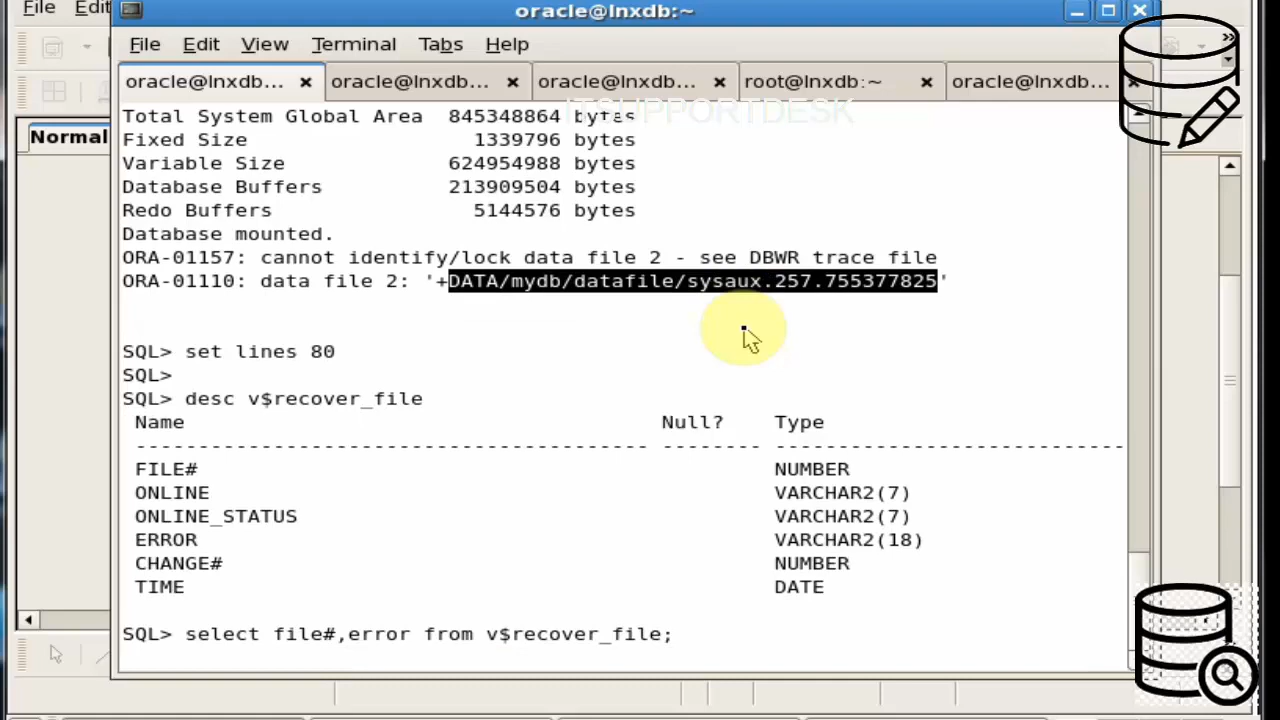 File Edit
oracle@lnxdb:~
File Edit View Terminal Tabs Help
oracle@lnxdb... oracle@lnxdb... oracle@lnxdb... root@lnxdb:~ oracle@lnxdb...
ITSUPPORTDESK
Normal
Total System Global Area 845348864 bytes
Fixed Size 1339796 bytes
Variable Size 624954988 bytes
Database Buffers 213909504 bytes
Redo Buffers 5144576 bytes
Database mounted.
ORA-01157: cannot identify/lock data file 2 - see DBWR trace file
ORA-01110: data file 2: '+DATA/mydb/datafile/sysaux.257.755377825'
SQL> set lines 80
SQL>
SQL> desc v$recover_file
Name Null? Type
----------------------------------------- -------- ----------------------------
FILE# NUMBER
ONLINE VARCHAR2(7)
ONLINE_STATUS VARCHAR2(7)
ERROR VARCHAR2(18)
CHANGE# NUMBER
TIME DATE
SQL> select file#,error from v$recover_file;